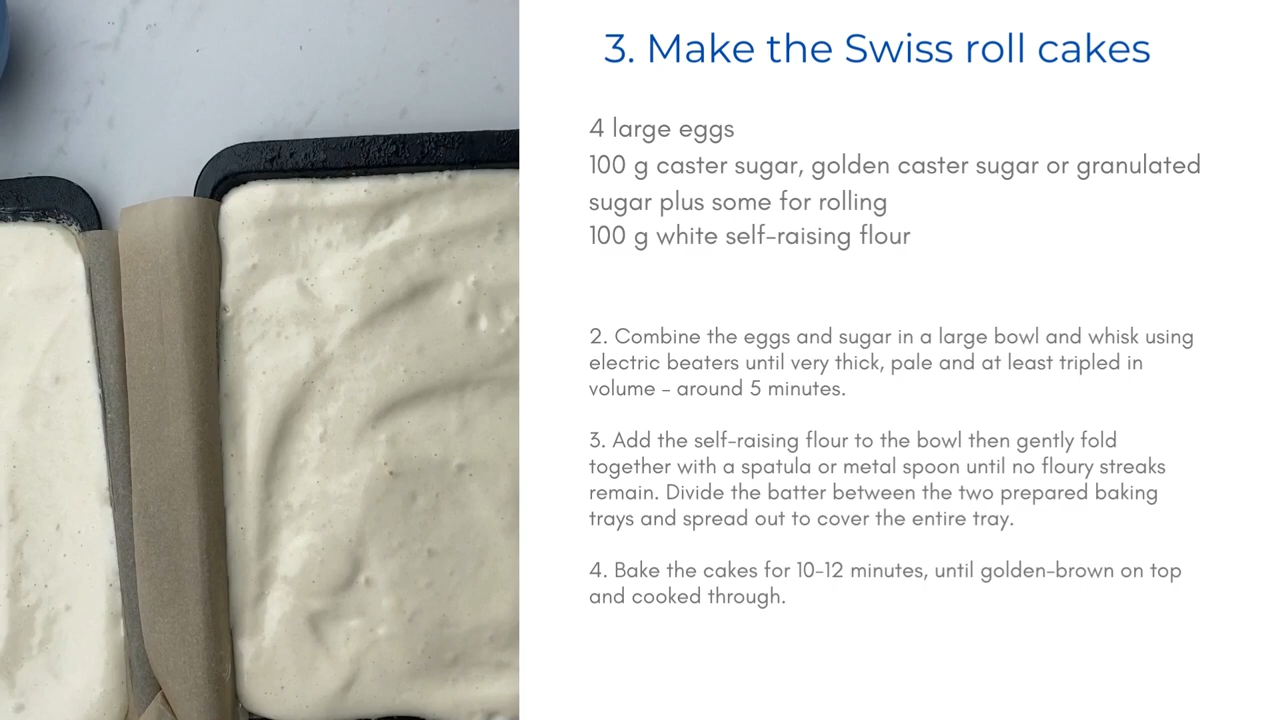 3. Make the Swiss roll cakes
4 large eggs
100 g caster sugar, golden caster sugar or granulated
sugar plus some for rolling
100 g white self-raising flour
2. Combine the eggs and sugar in a large bowl and whisk using
electric beaters until very thick, pale and at least tripled in
volume - around 5 minutes.
3. Add the self-raising flour to the bowl then gently fold
together with a spatula or metal spoon until no floury streaks
remain. Divide the batter between the two prepared baking
trays and spread out to cover the entire tray.
4. Bake the cakes for 10-12 minutes, until golden-brown on top
and cooked through.